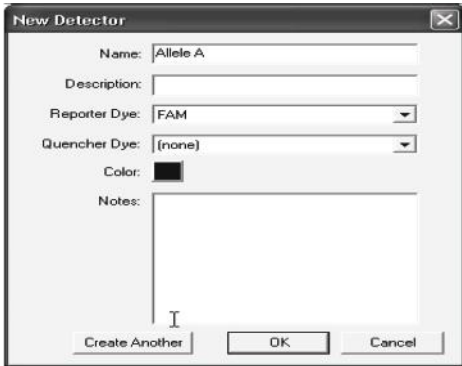 New Detector
Name: Allele A
Description:
Reporter Dye: FAM
Quencher Dye: (none)
Color:
Notes:
Create Another OK Cancel